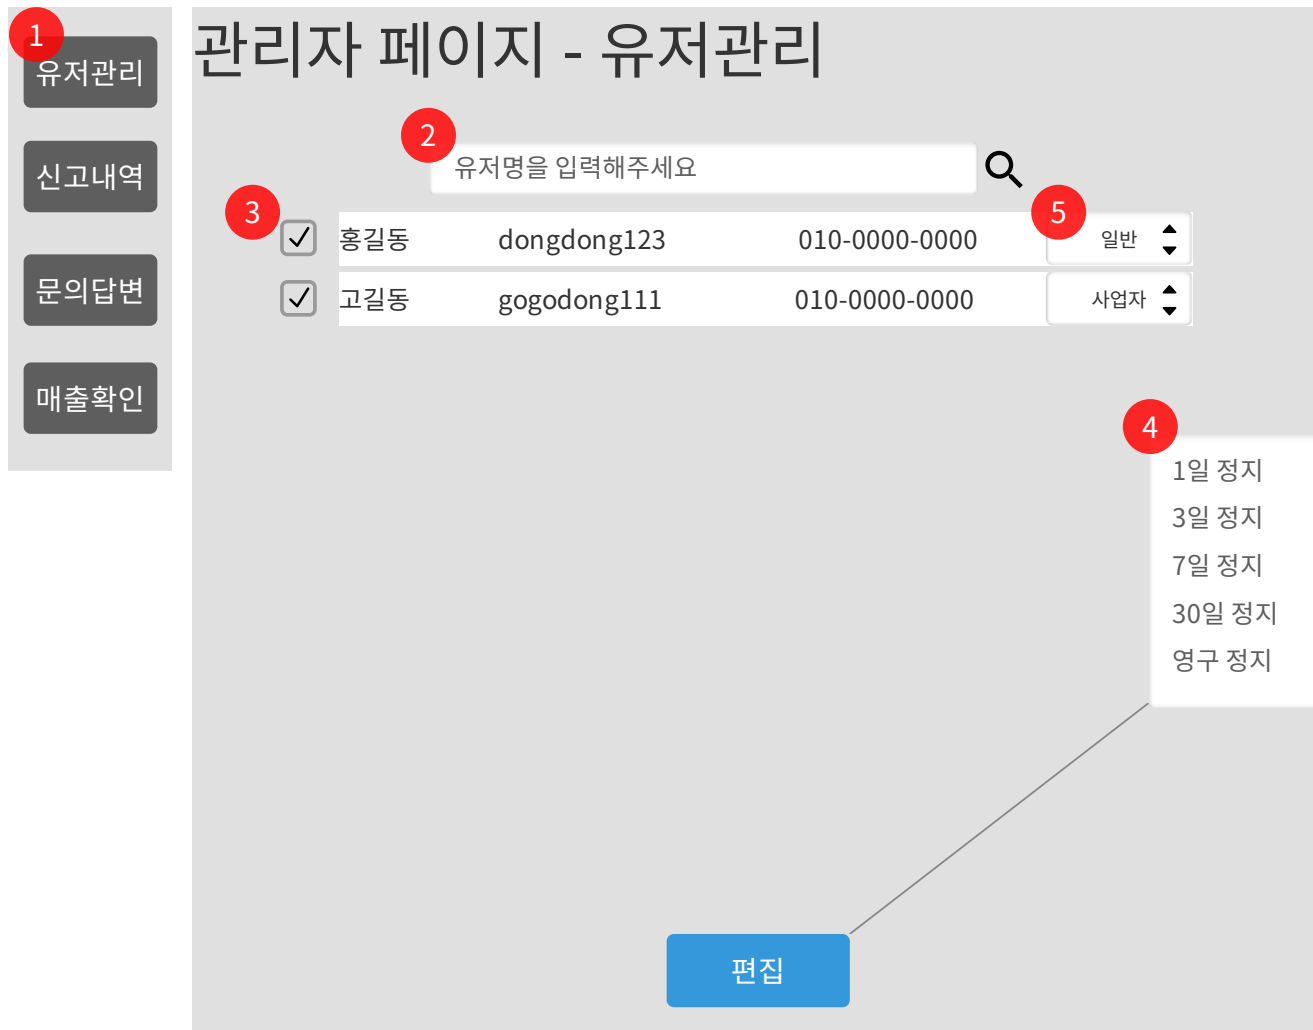 1
유저관리
신고내역
문의답변
매출확인
관리자 페이지 - 유저관리
2
유저명을 입력해주세요
3
5
홍길동 dongdong123 010-0000-0000 일반
고길동 gogodong111 010-0000-0000 사업자
4
1일 정지
3일 정지
7일 정지
30일 정지
영구 정지
편집